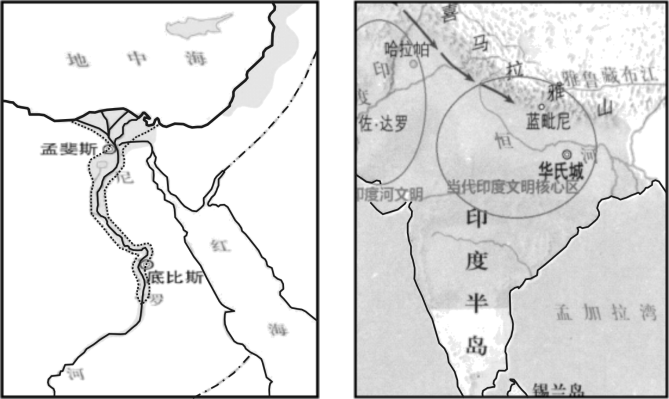 地中海
孟斐斯
尼
底比斯
罗
河
红
海
喜
马
拉
雅
山
哈拉帕
印
度
雅鲁藏布江
佐·达罗
蓝毗尼
恒
河
华氏城
印度河文明
当代印度文明核心区
印
度
半
岛
孟加拉湾
锡兰岛